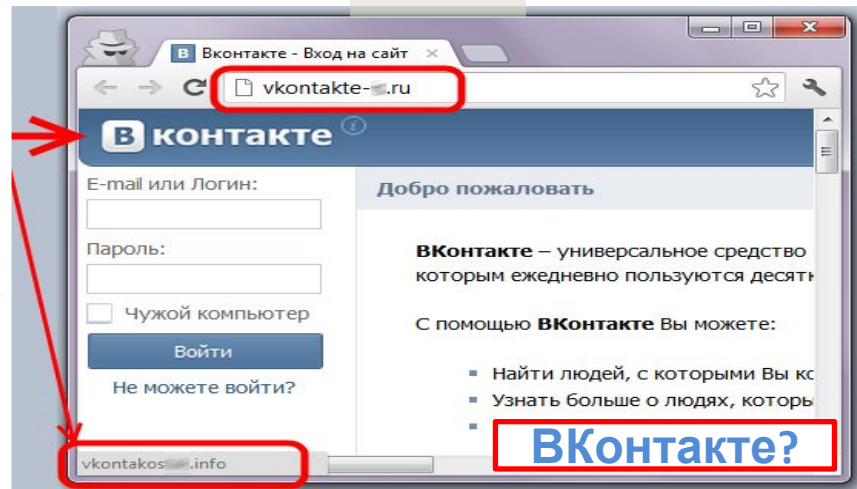 Вконтакте - Вход на сайт
vkontakte- .ru
В контакте
E-mail или Логин:
Пароль:
Чужой компьютер
Войти
Не можете войти?
Добро пожаловать
ВКонтакте – универсальное средство
которым ежедневно пользуются
С помощью ВКонтакте Вы можете:
Найти людей, с которыми Вы
Узнать больше о людях,
vkontakos .info
ВКонтакте?